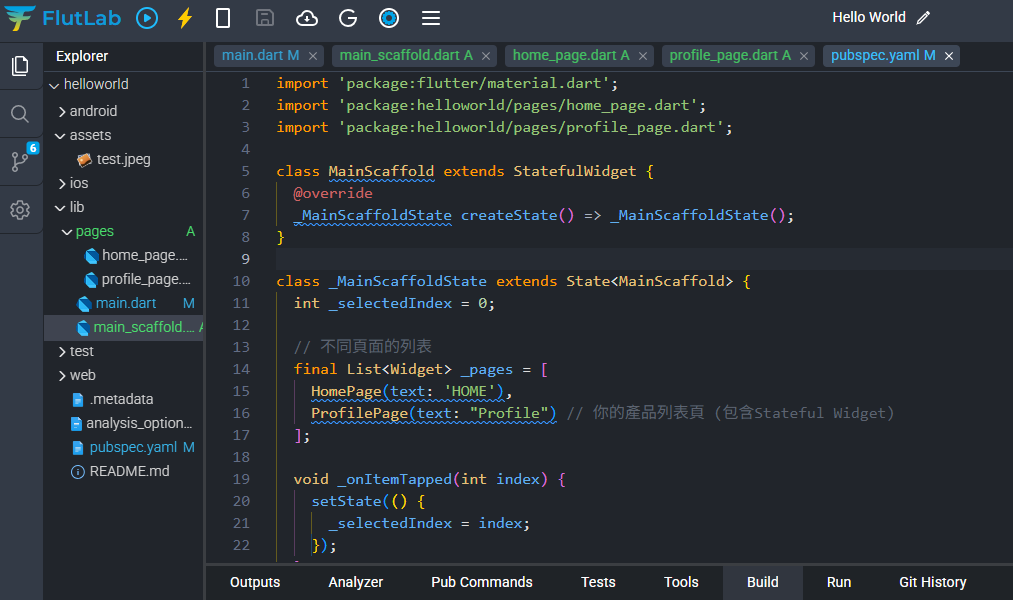 FlutLab
Hello World
Explorer
main.dart M
main_scaffold.dart A
home_page.dart A
profile_page.dart A
pubspec.yaml M
helloworld
android
assets
test.jpeg
ios
lib
pages A
home_page....
profile_page....
main.dart M
main_scaffold.... A
test
web
.metadata
analysis_option...
pubspec.yaml M
README.md
6
1 import 'package:flutter/material.dart';
2 import 'package:helloworld/pages/home_page.dart';
3 import 'package:helloworld/pages/profile_page.dart';
4
5 class MainScaffold extends StatefulWidget {
6 @override
7 _MainScaffoldState createState() => _MainScaffoldState();
8 }
9
10 class _MainScaffoldState extends State<MainScaffold> {
11 int _selectedIndex = 0;
12
13 // 不同頁面的列表
14 final List<Widget> _pages = [
15 HomePage(text: 'HOME'),
16 ProfilePage(text: "Profile") // 你的產品列表頁 (包含Stateful Widget)
17 ];
18
19 void _onItemTapped(int index) {
20 setState(() {
21 _selectedIndex = index;
22 });
Outputs
Analyzer
Pub Commands
Tests
Tools
Build
Run
Git History